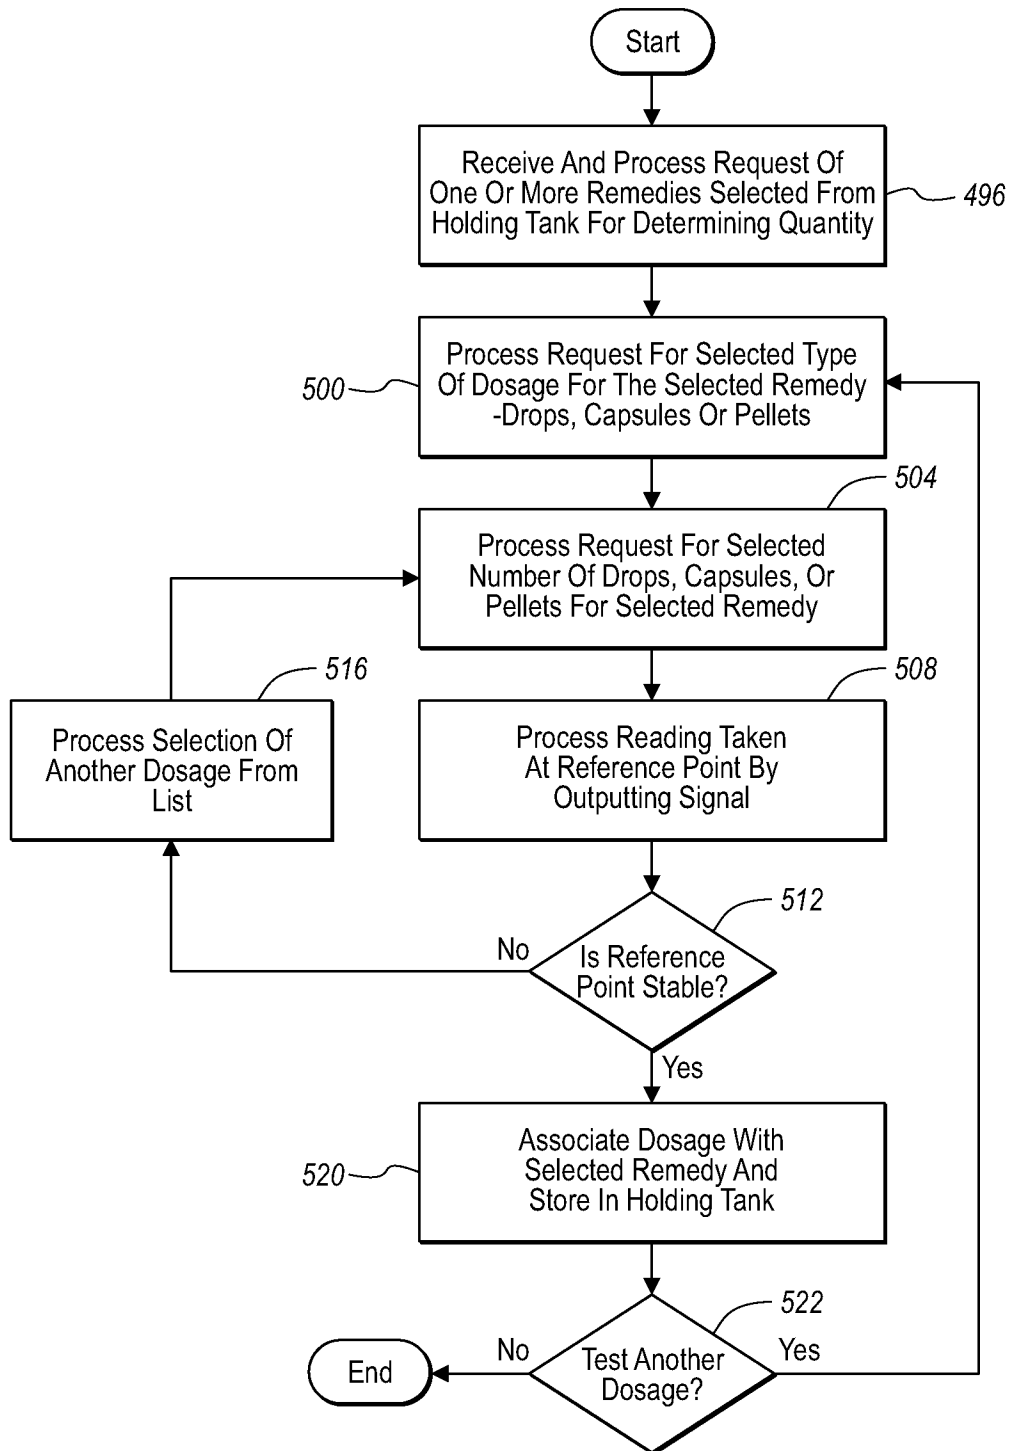 Start
Receive And Process Request Of
One Or More Remedies Selected From
Holding Tank For Determining Quantity
496
Process Request For Selected Type
Of Dosage For The Selected Remedy
-Drops, Capsules Or Pellets
500
504
Process Request For Selected
Number Of Drops, Capsules, Or
Pellets For Selected Remedy
516
508
Process Selection Of
Another Dosage From
List
Process Reading Taken
At Reference Point By
Outputting Signal
512
No
Is Reference
Point Stable?
Yes
Associate Dosage With
Selected Remedy And
Store In Holding Tank
520
522
End
No
Test Another
Dosage?
Yes